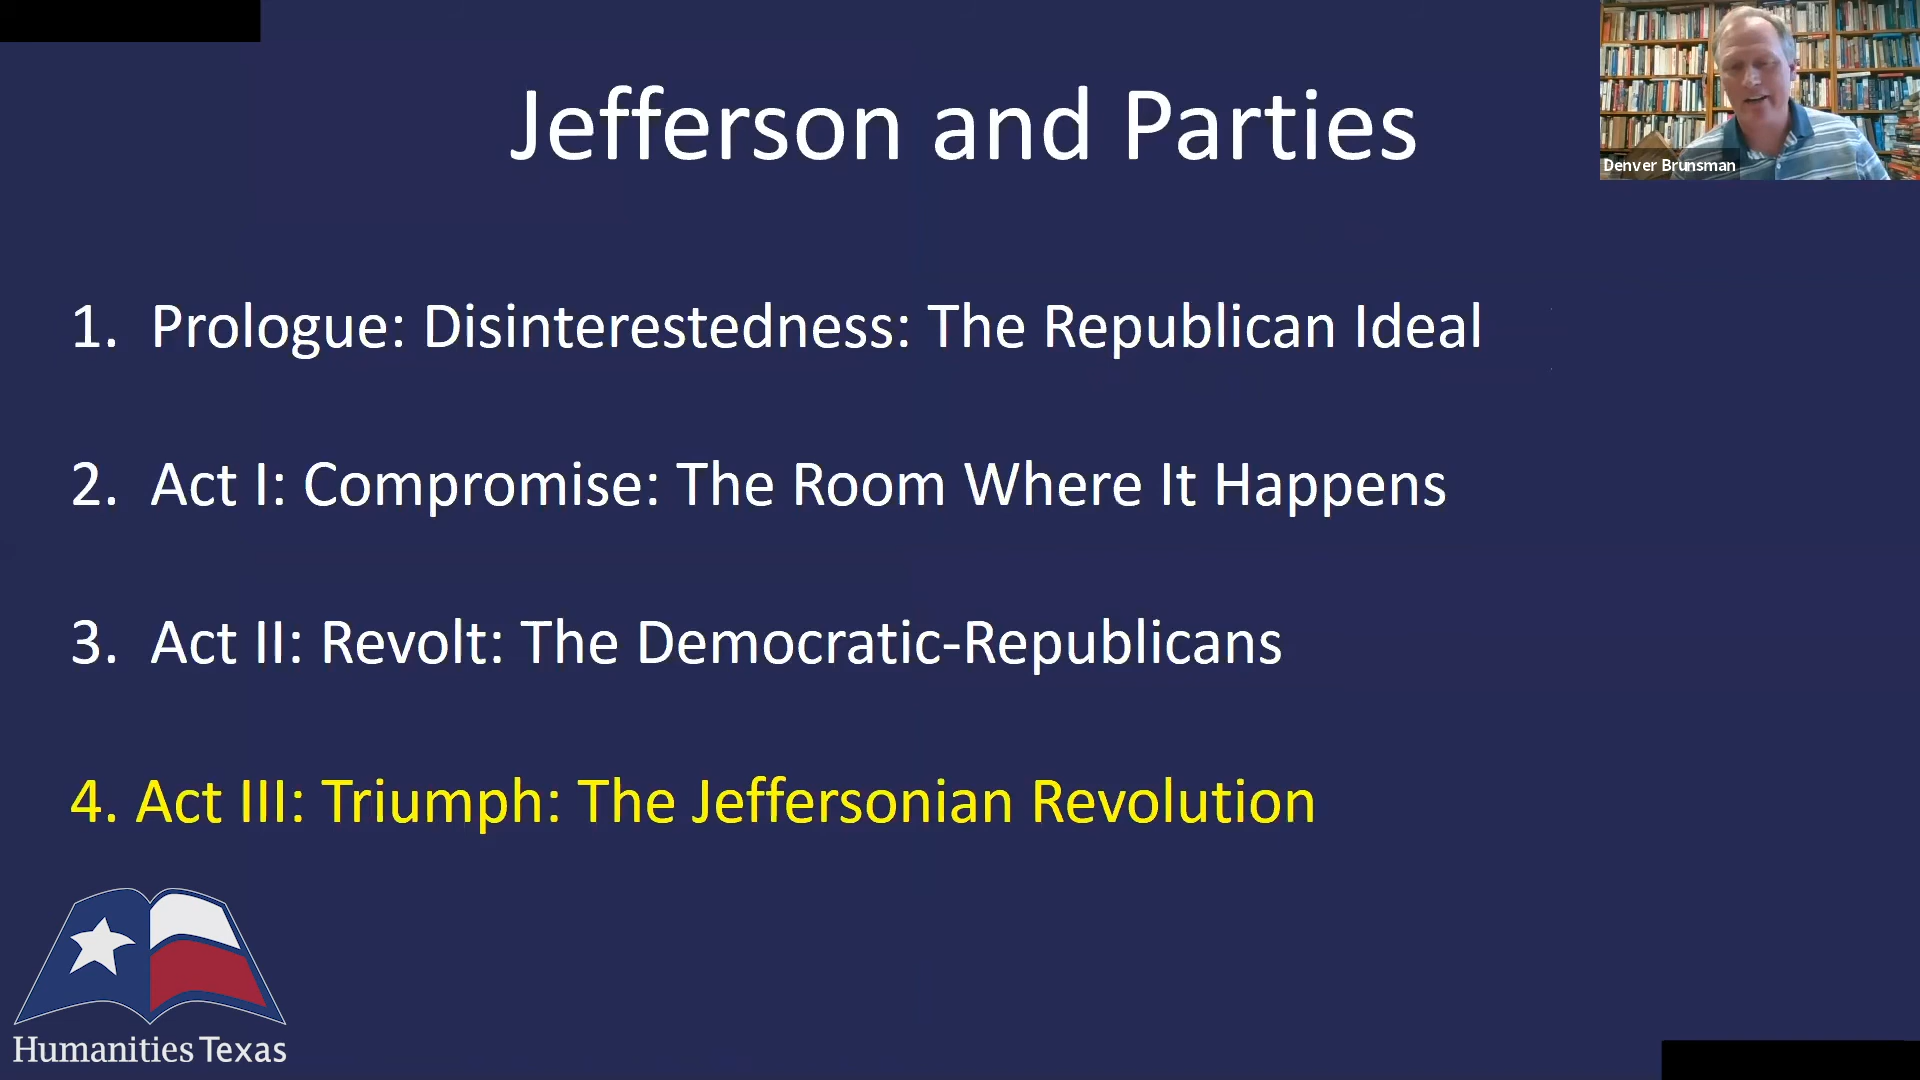 Jefferson and Parties
Denver Brunsman
1. Prologue: Disinterestedness: The Republican Ideal
2. Act I: Compromise: The Room Where It Happens
3. Act II: Revolt: The Democratic-Republicans
4. Act III: Triumph: The Jeffersonian Revolution
Humanities Texas